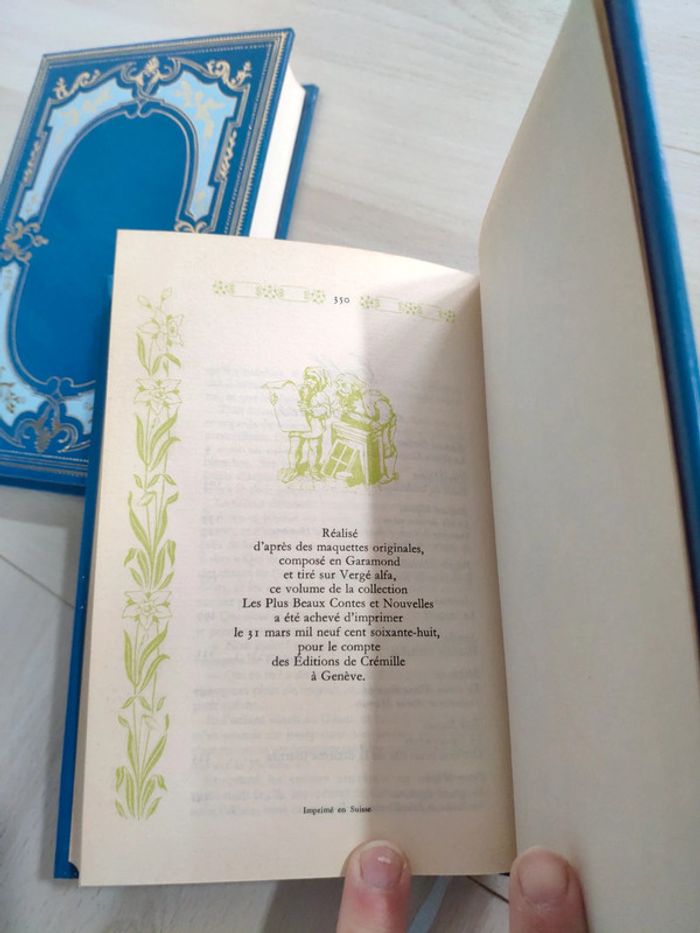 350
Réalisé
d'après des maquettes originales,
composé en Garamond
et tiré sur Vergé alfa,
ce volume de la collection
Les Plus Beaux Contes et Nouvelles
a été achevé d'imprimer
le 31 mars mil neuf cent soixante-huit,
pour le compte
des Éditions de Crémille
à Genève.
Imprimé en Suisse